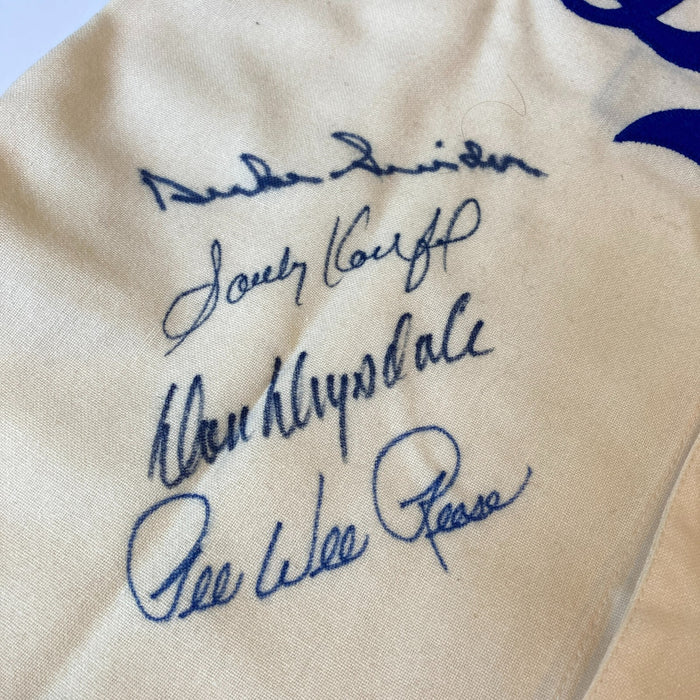 Duke Snider
Sandy Koufax
Don Drysdale
Pee Wee Reese